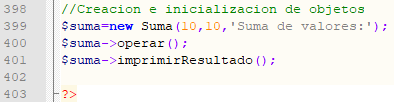 398 //Creacion e inicializacion de objetos
399 $suma=new Suma(10,10,'Suma de valores:');
400 $suma->operar();
401 $suma->imprimirResultado();
402
403 ?>